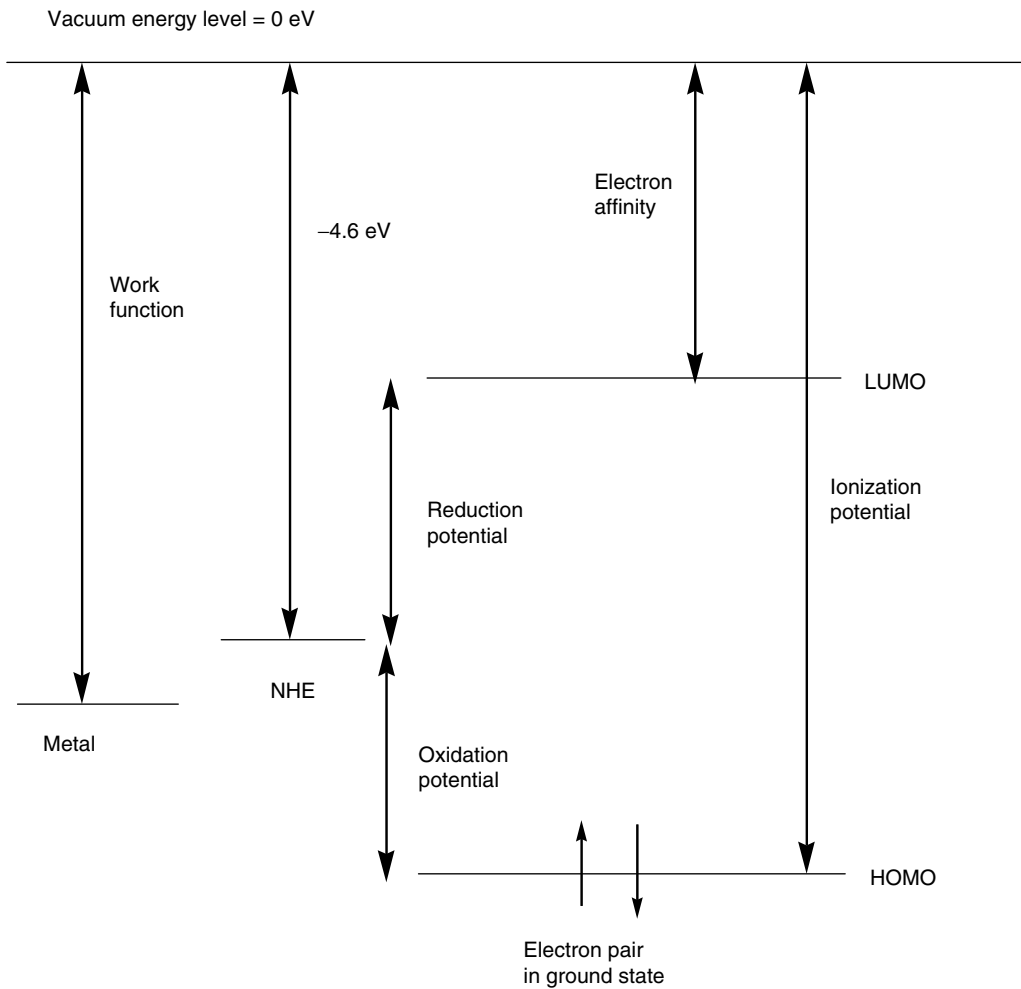 Vacuum energy level = 0 eV
Electron
affinity
−4.6 eV
Work
function
LUMO
Ionization
potential
Reduction
potential
NHE
Metal
Oxidation
potential
HOMO
Electron pair
in ground state